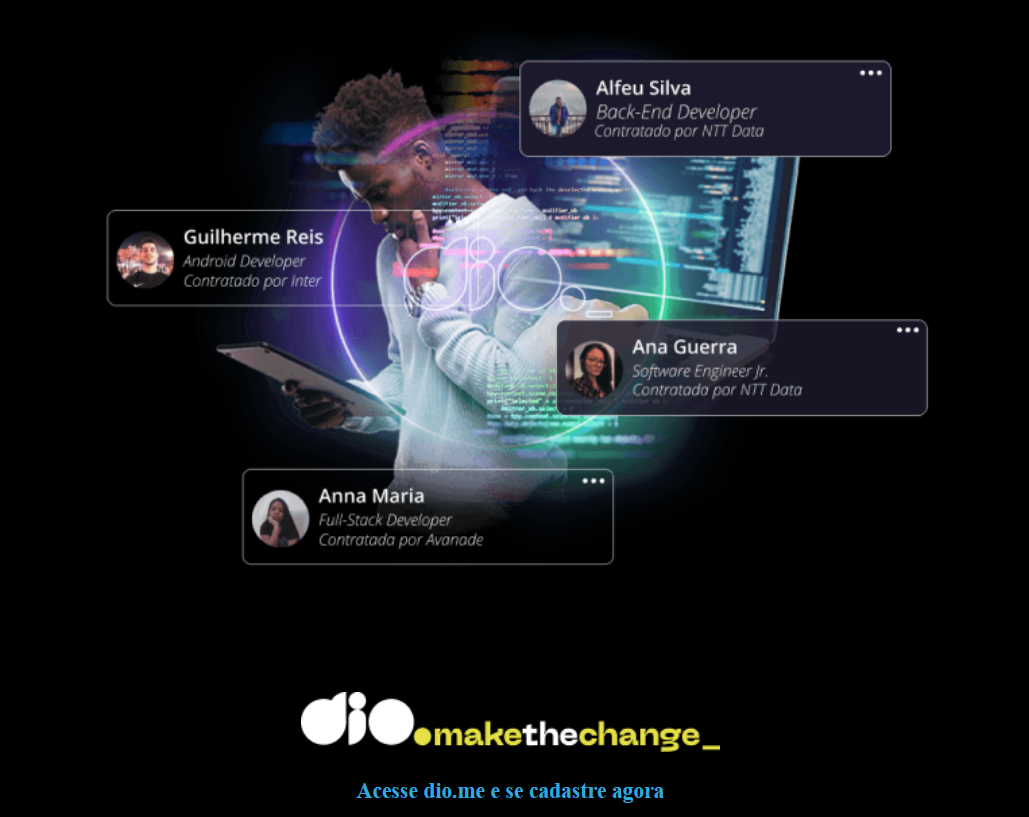 Alfeu Silva
Back-End Developer
Contratado por NTT Data
Guilherme Reis
Android Developer
Contratado por Inter
dio.
Ana Guerra
Software Engineer Jr.
Contratada por NTT Data
Anna Maria
Full-Stack Developer
Contratada por Avanade
dio.makethechange_
Acesse dio.me e se cadastre agora